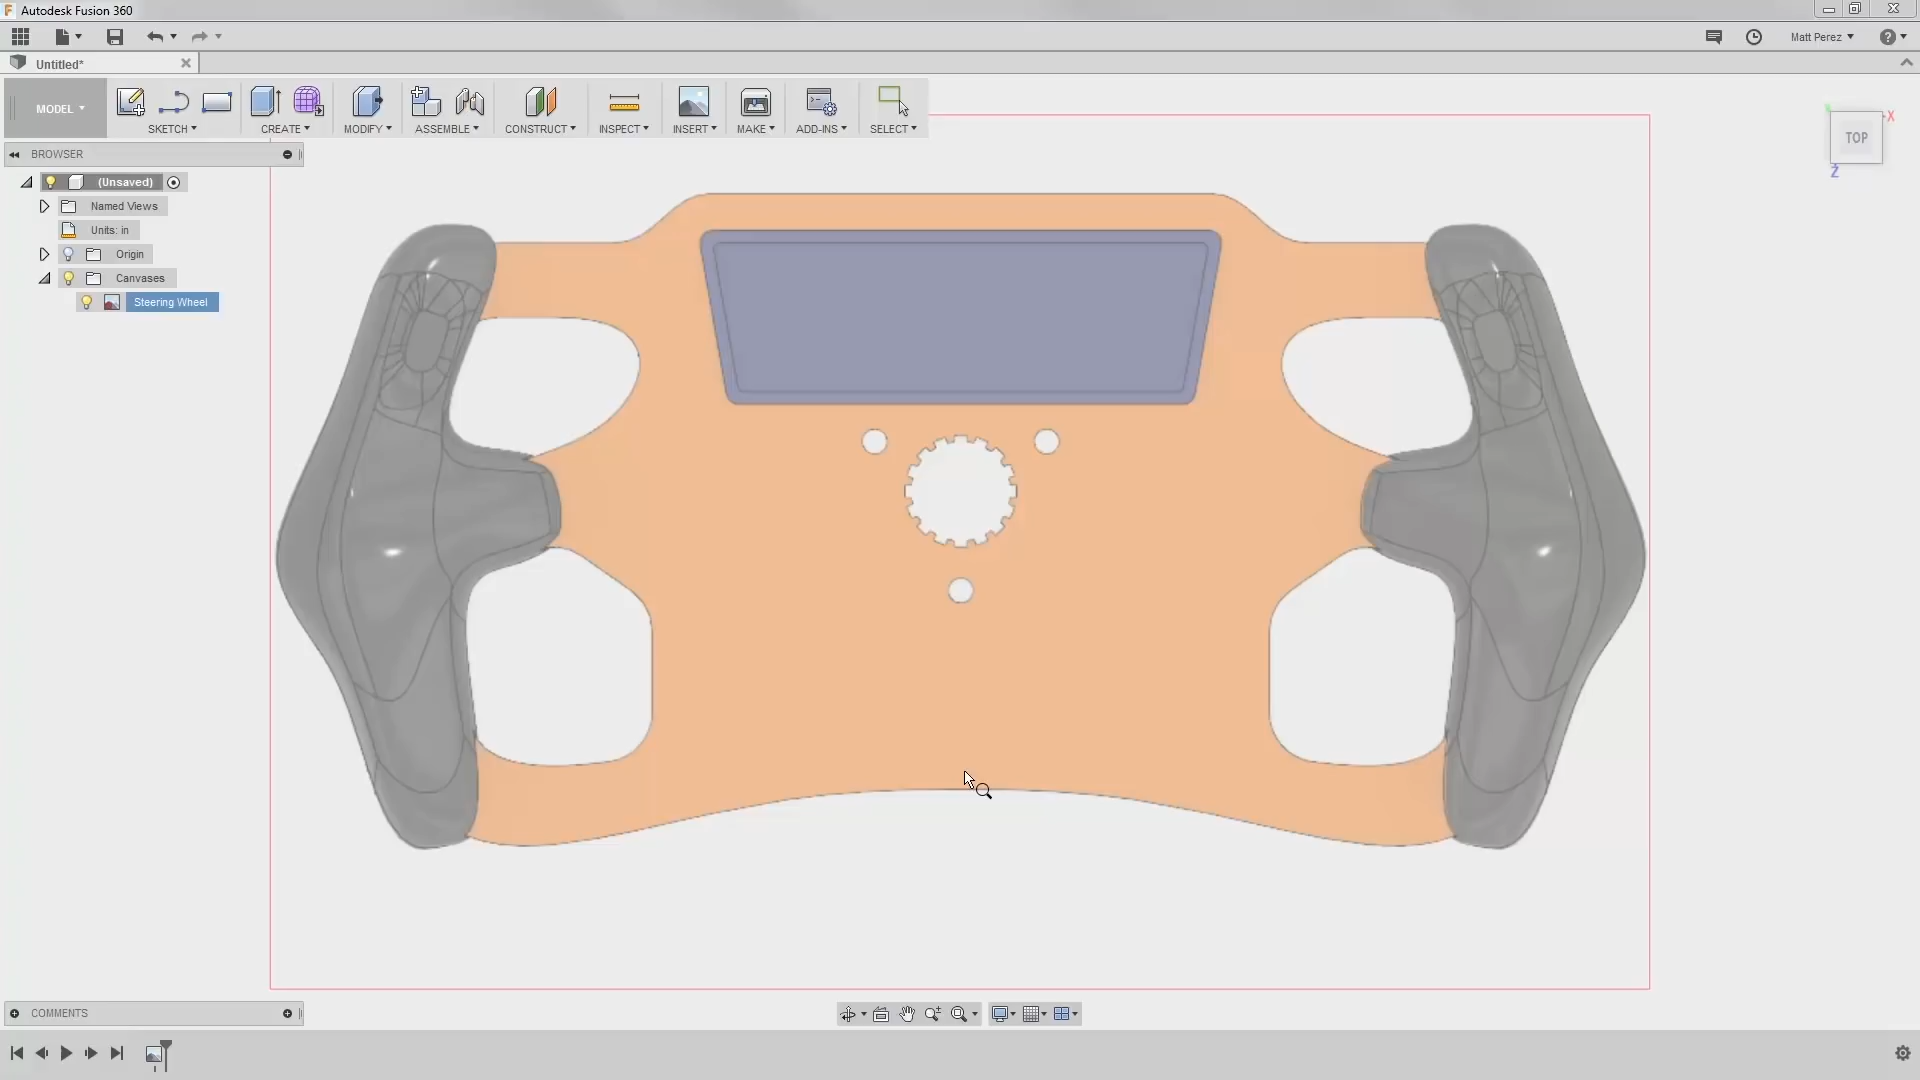 Autodesk Fusion 360
Matt Perez
Untitled*
MODEL
SKETCH
CREATE
MODIFY
ASSEMBLE
CONSTRUCT
INSPECT
INSERT
MAKE
ADD-INS
SELECT
X
TOP
Z
BROWSER
(Unsaved)
Named Views
Units: in
Origin
Canvases
Steering Wheel
COMMENTS